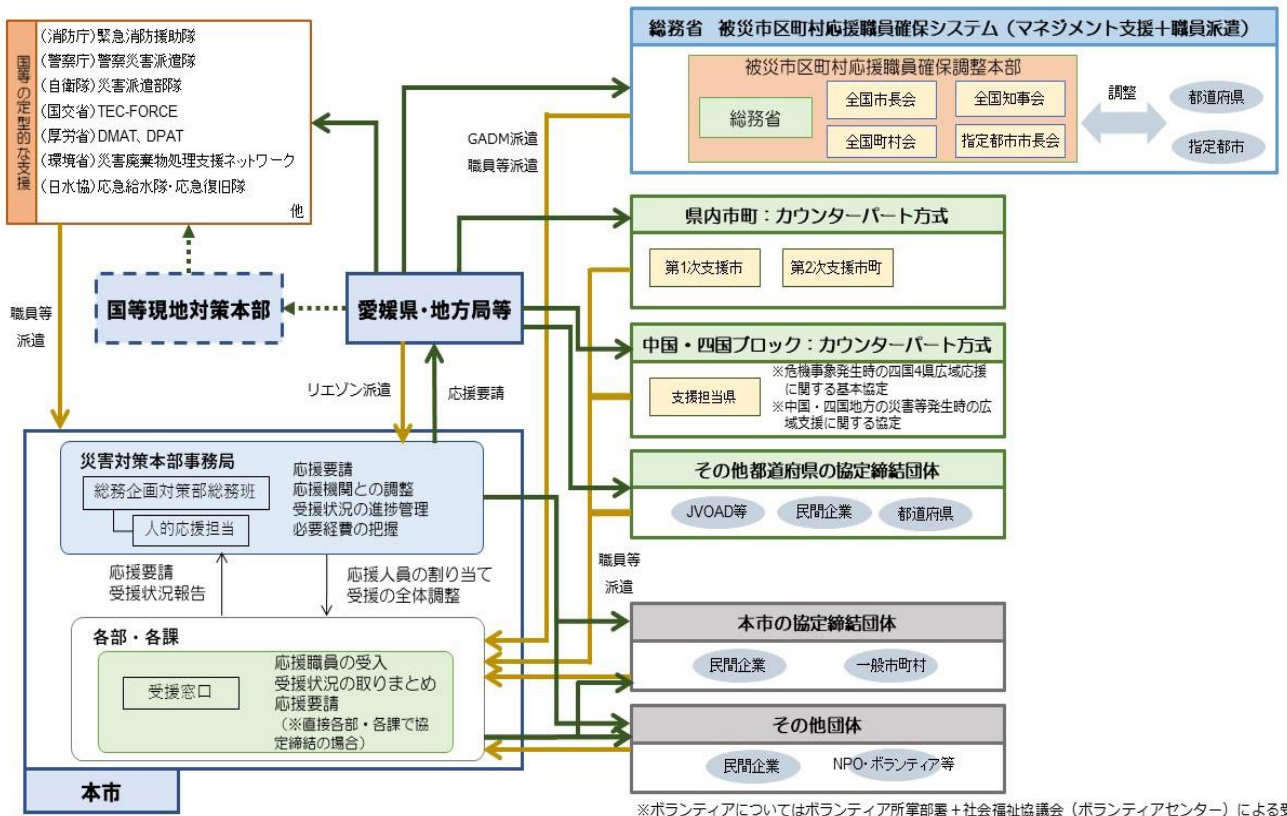 国等の定型的な支援
(消防庁)緊急消防援助隊
(警察庁)警察災害派遣隊
(自衛隊)災害派遣部隊
(国交省)TEC-FORCE
(厚労省)DMAT、DPAT
(環境省)災害廃棄物処理支援ネットワーク
(日水協)応急給水隊・応急復旧隊
他
総務省 被災市区町村応援職員確保システム(マネジメント支援+職員派遣)
被災市区町村応援職員確保調整本部
総務省
全国市長会
全国知事会
全国町村会
指定都市市長会
調整
都道府県
指定都市
GADM派遣
職員等派遣
県内市町:カウンターパート方式
第1次支援市
第2次支援市町
国等現地対策本部
愛媛県・地方局等
職員等
派遣
中国・四国ブロック:カウンターパート方式
支援担当県
※危機事象発生時の四国4県広域応援
に関する基本協定
※中国・四国地方の災害等発生時の広
域支援に関する協定
リエゾン派遣
応援要請
その他都道府県の協定締結団体
JVOAD等
民間企業
都道府県
災害対策本部事務局
総務企画対策部総務班
人的応援担当
応援要請
応援機関との調整
受援状況の進捗管理
必要経費の把握
応援要請
受援状況報告
応援人員の割り当て
受援の全体調整
職員等
派遣
本市の協定締結団体
民間企業
一般市町村
各部・各課
受援窓口
応援職員の受入
受援状況の取りまとめ
応援要請
(※直接各部・各課で協
定締結の場合)
その他団体
民間企業
NPO・ボランティア等
本市
※ボランティアについてはボランティア所掌部署+社会福祉協議会(ボランティアセンター)による